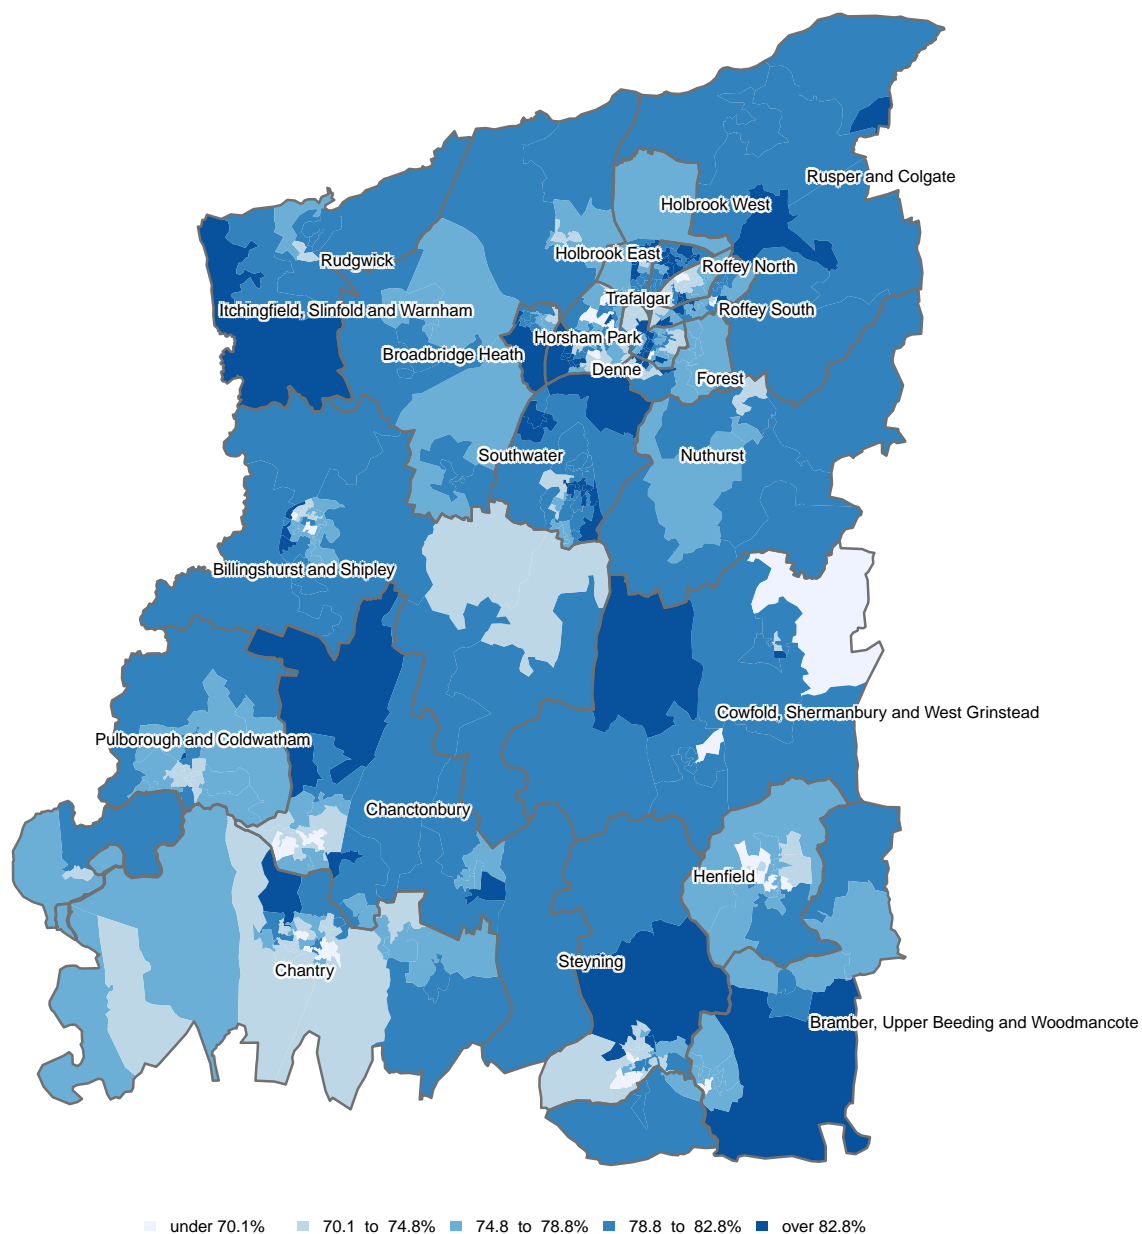 Rusper and Colgate
Holbrook West
Holbrook East
Rudgwick
Roffey North
Trafalgar
Itchingfield, Slinfold and Warnham
Roffey South
Horsham Park
Broadbridge Heath
Denne
Forest
Southwater
Nuthurst
Billingshurst and Shipley
Cowfold, Shermanbury and West Grinstead
Pulborough and Coldwatham
Chanctonbury
Henfield
Steyning
Chantry
Bramber, Upper Beeding and Woodmancote
under 70.1% 70.1 to 74.8% 74.8 to 78.8% 78.8 to 82.8% over 82.8%